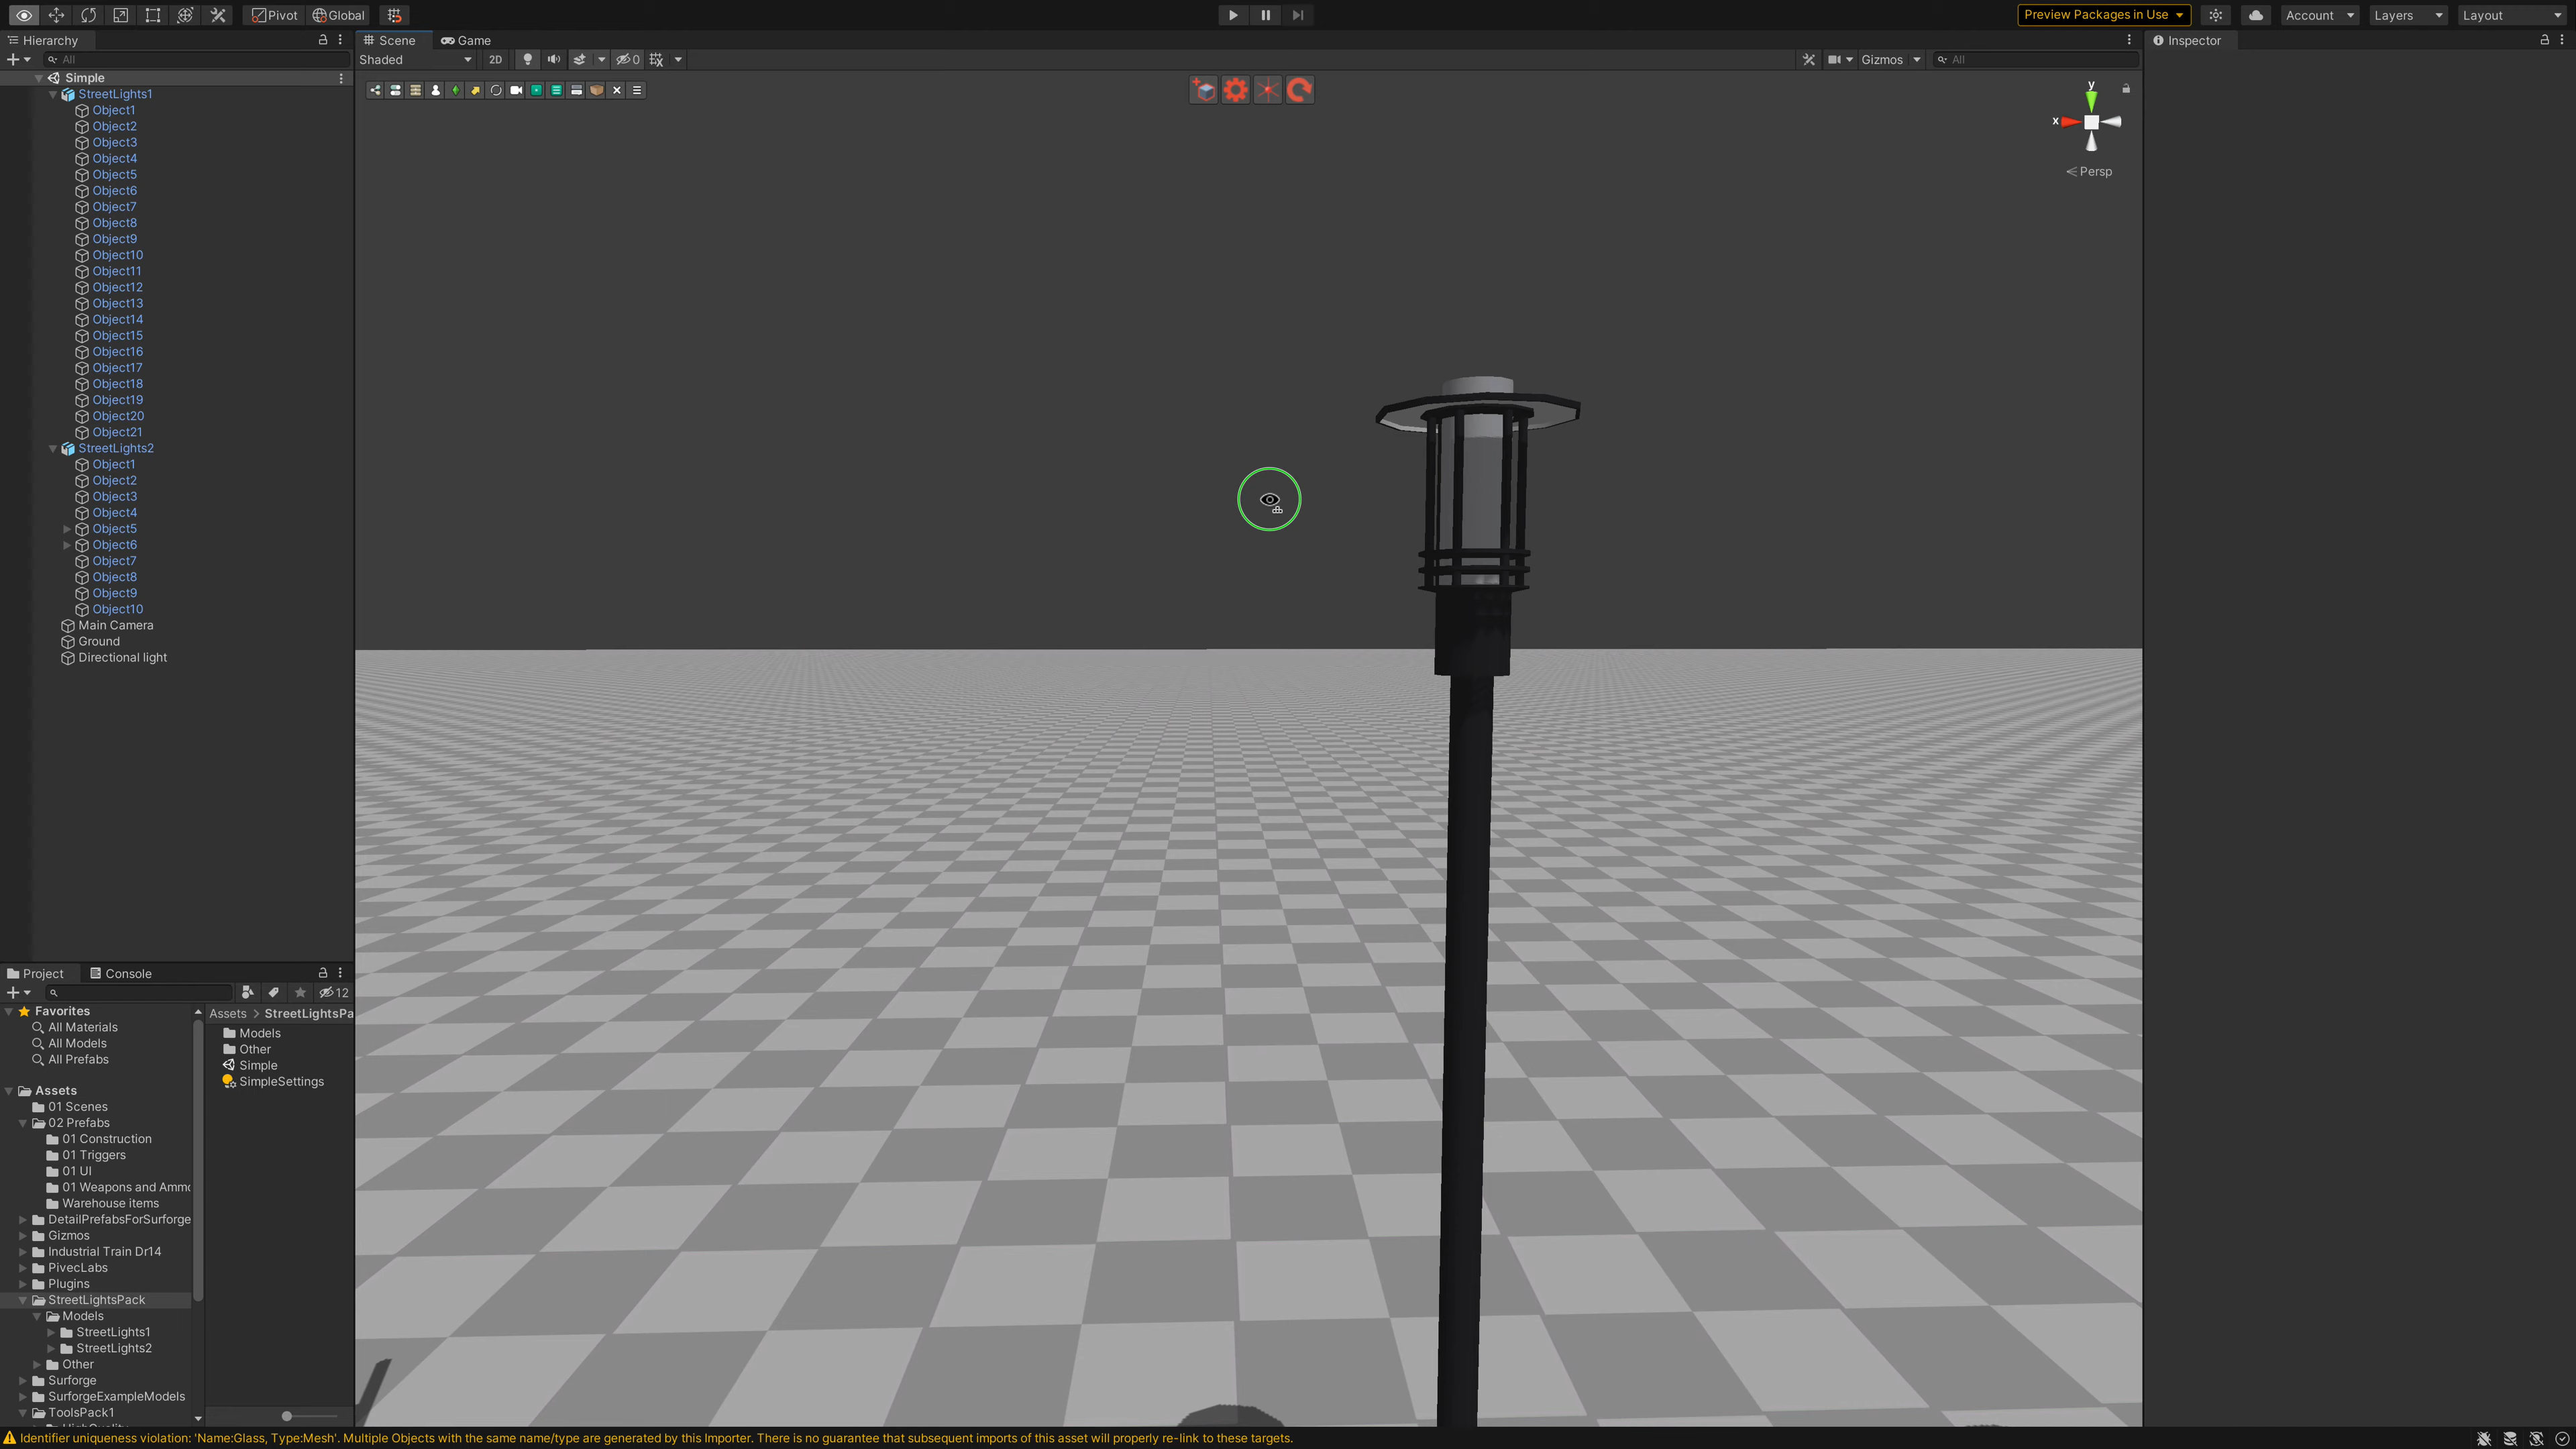 Pivot Global Preview Packages in Use Account Layers Layout
Hierarchy
All
Simple
StreetLights1
Object1
Object2
Object3
Object4
Object5
Object6
Object7
Object8
Object9
Object10
Object11
Object12
Object13
Object14
Object15
Object16
Object17
Object18
Object19
Object20
Object21
StreetLights2
Object1
Object2
Object3
Object4
Object5
Object6
Object7
Object8
Object9
Object10
Main Camera
Ground
Directional light
Scene Game
Shaded 2D 0 Gizmos All
y
x
Persp
Inspector
Project Console
12
Favorites
All Materials
All Models
All Prefabs
Assets
01 Scenes
02 Prefabs
01 Construction
01 Triggers
01 UI
01 Weapons and Ammo
Warehouse items
DetailPrefabsForSurforge
Gizmos
Industrial Train Dr14
PivecLabs
Plugins
StreetLightsPack
Models
StreetLights1
StreetLights2
Other
Surforge
SurforgeExampleModels
ToolsPack1
Assets > StreetLightsPa
Models
Other
Simple
SimpleSettings
Identifier uniqueness violation: 'Name:Glass, Type:Mesh'. Multiple Objects with the same name/type are generated by this Importer. There is no guarantee that subsequent imports of this asset will properly re-link to these targets.